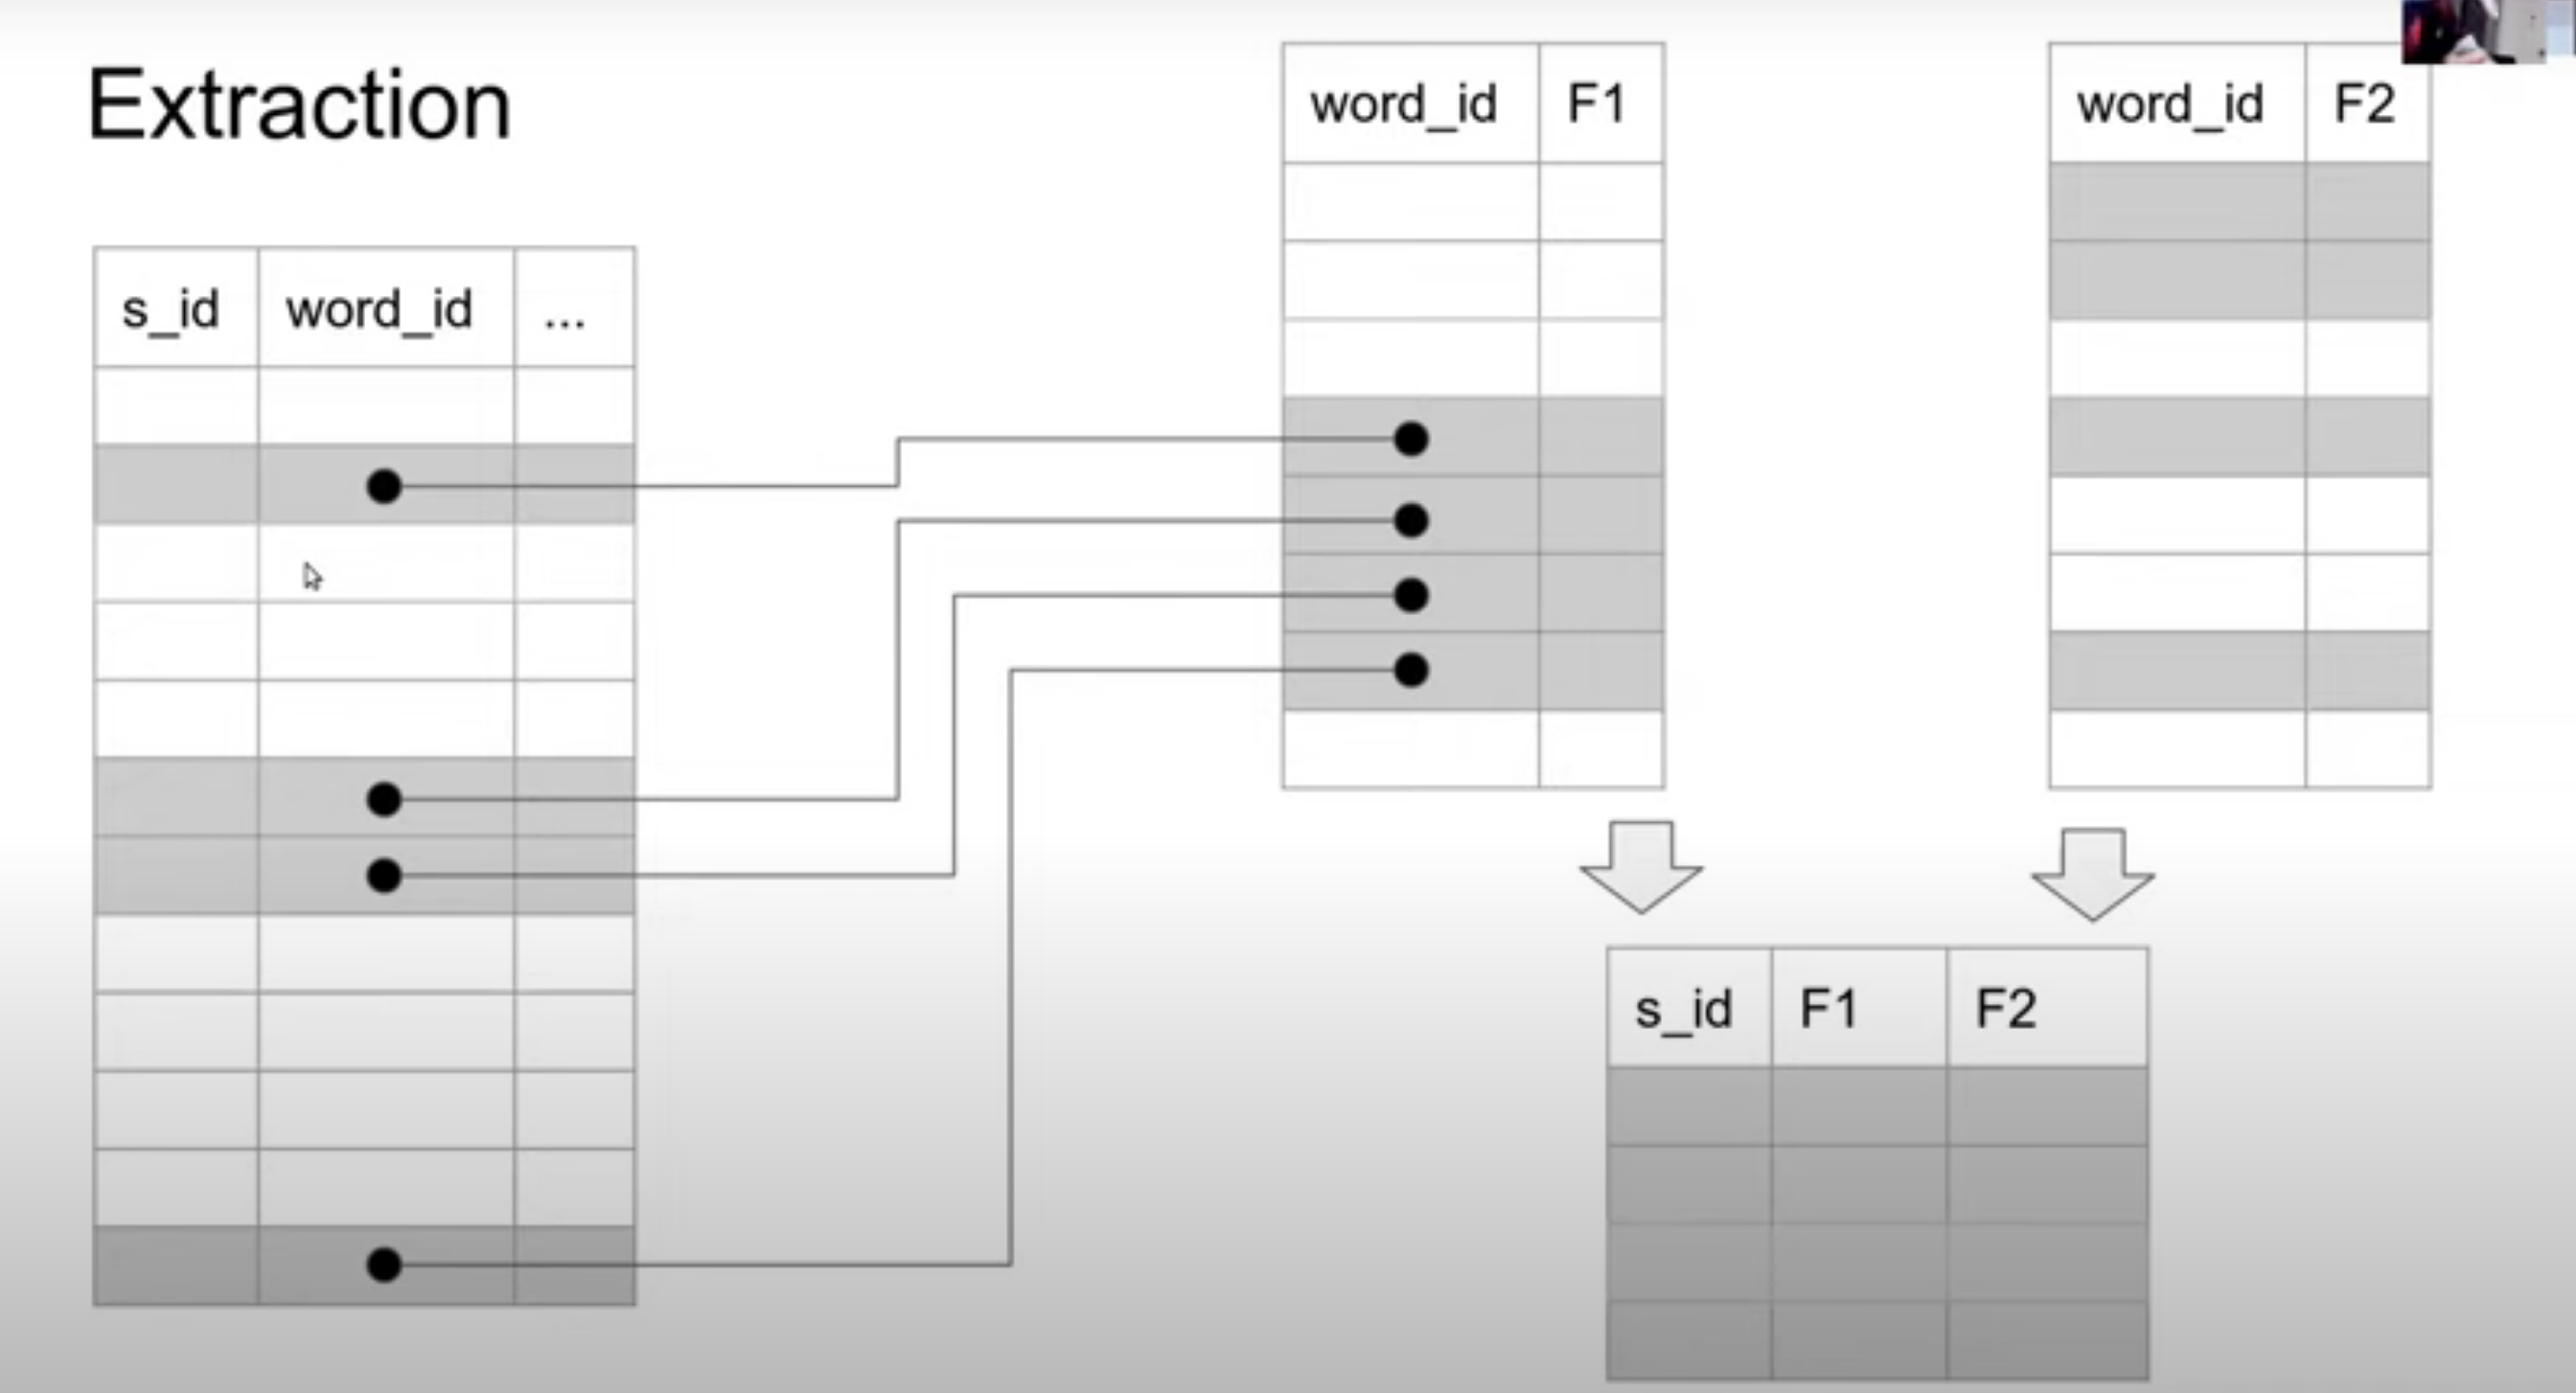 Extraction
s_id word_id ...
word_id F1
word_id F2
s_id F1 F2